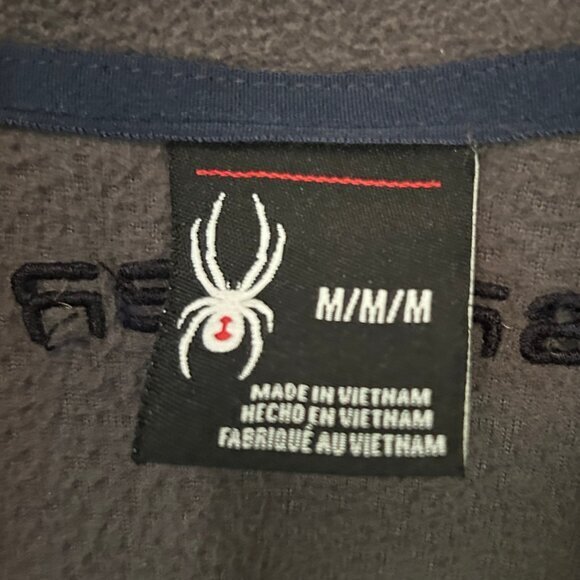 M/M/M
MADE IN VIETNAM
HECHO EN VIETNAM
FABRIQUÉ AU VIETNAM